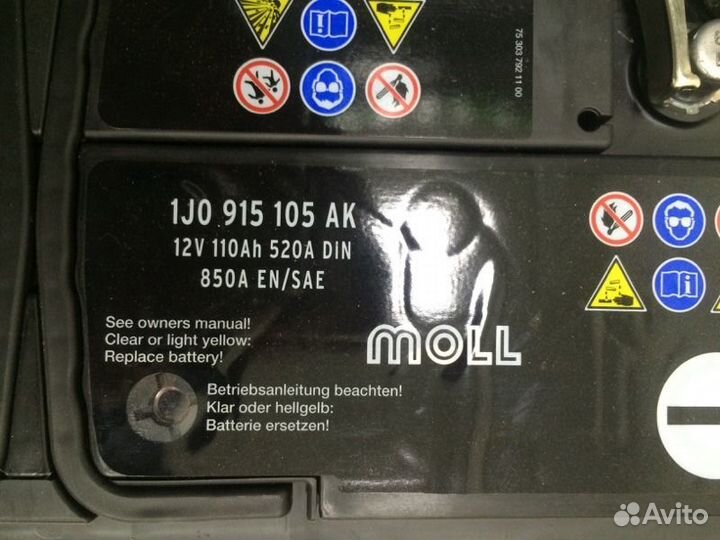 75 303 792 11 00
1J0 915 105 AK
12V 110Ah 520A DIN
850A EN/SAE
See owners manual!
Clear or light yellow:
Replace battery!
MOLL
Betriebsanleitung beachten!
Klar oder hellgelb:
Batterie ersetzen!
Avito